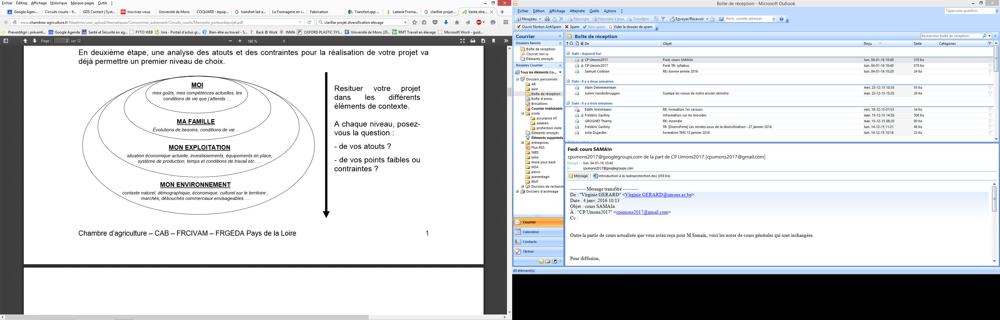 Fichier Édition Affichage Historique Marque-pages Outils ?
Google Agen... Circuits courts - 9... GDS Contact | Syst... Inscrivez-vous Université de Mons COQUARD : équip... transfert lait a... La Fromagerie en i... Fabrication Transfert.qxp ... Laiterie Froma... clarifier projet... Vente dire...
www.chambres-agriculture.fr/fileadmin/user_upload/thematiques/Consommer_autrement/Circuits_courts/Memento_porteurdeprojet.pdf clarifier projet diversification elevage
PreventAgri : préventi... Google Agenda Santé et Sécurité en ag... FYTO WEB Inra - Portail d'actus gr... Bien-être au travail - S... Back @ Work INMA OXFORD PLASTIC SYS... Université de Mons (20... RMT Travail en élevage Microsoft Word - guid...
Page : 2 sur 12 190 %
En deuxième étape, une analyse des atouts et des contraintes pour la réalisation de votre projet va
déjà permettre un premier niveau de choix.
MOI
mes goûts, mes compétences actuelles, les
conditions de vie que j'attends ...
MA FAMILLE
Évolutions de besoins, conditions de vie...
MON EXPLOITATION
situation économique actuelle, investissements, équipements en place,
système de production, temps et conditions de travail etc. ...
MON ENVIRONNEMENT
contexte naturel, démographique, économique, culturel sur le territoire ;
marchés, débouchés commerciaux envisageables ...
Resituer votre projet
dans les différents
éléments de contexte.
A chaque niveau, posez-
vous la question :
- de vos atouts ?
- de vos points faibles ou
contraintes ?
Chambre d'agriculture – CAB – FRCIVAM – FRGEDA Pays de la Loire 1
Boîte de réception - Microsoft Outlook
Fichier Edition Affichage Atteindre Outils Actions ? Tapez une question
Nouveau Répondre Répondre à tous Transférer Envoyer/Recevoir Rech. carnets adresses
Ouvrir Norton AntiSpam Spam Non spam Vider le dossier de spam
Courrier
Dossiers favoris
Boîte de réception
Courrier non lu
Éléments envoyés
Dossiers Courrier
Tous les éléments Co...
Dossiers personnels
AR
awe
Boîte de réception
Boîte d'envoi
Brouillons
Courrier indésirable
ecole
assurance AT
examen
protection civile
Éléments envoyés
Éléments supprimés
entreprises
Flux RSS
INRS
lyme
move your back
MSA
perso
preventagri
RMT
Dossiers de recherch
Dossiers d'archivage
Courrier
Calendrier
Contacts
Tâches
Boîte de réception Rechercher Boîte de réception
De Objet Reçu Taille Catégories
Date : Aujourd'hui
CP Umons2017 Fwd: cours SAMAIn lun. 04-01-16 10:40 378 Ko
CP Umons2017 Fwd: TR: syllabus lun. 04-01-16 10:40 578 Ko
Samuel Coibion RE: bonne année 2016 lun. 04-01-16 10:20 24 Ko
Date : Il y a deux semaines
Alain Detemmerman mer. 23-12-15 10:35 93 Ko
Julien Vanderbruggen Ssympa les voeux de notre ancien ministre mar. 22-12-15 15:25 28 Ko
Date : Il y a trois semaines
Edith Weickmans RE: formation 1er secours ven. 18-12-15 07:53 34 Ko
Frédéric Gastiny Information sur les biocides mar. 15-12-15 14:26 306 Ko
GROGNET Thierry RE: incendie mar. 15-12-15 08:20 90 Ko
Frédéric Gastiny TR: [DiversiFerm] Les rendez-vous de la diversification - 27 janvier 2016 lun. 14-12-15 11:21 48 Ko
Julie Dujardin formation TMS 15 janvier 2016 lun. 14-12-15 10:16 23 Ko
Fwd: cours SAMAIn
cpumons2017@googlegroups.com de la part de CP Umons2017 [cpumons2017@gmail.com]
Envoyé : lun. 04-01-16 10:40
À : cpumons2017@googlegroups.com
Message Introduction à la radioprotection.doc (359 Ko)
---------- Message transféré ----------
De : "Virginie GERARD" <Virginie.GERARD@umons.ac.be>
Date : 4 janv. 2016 10:13
Objet : cours SAMAIn
À : "CP Umons2017" <cpumons2017@gmail.com>
Cc :
Outre la partie de cours actualisée que vous aviez reçu pour M.Samain, voici les notes de cours générales qui sont inchangées.
Pour diffusion,
40 élément(s)